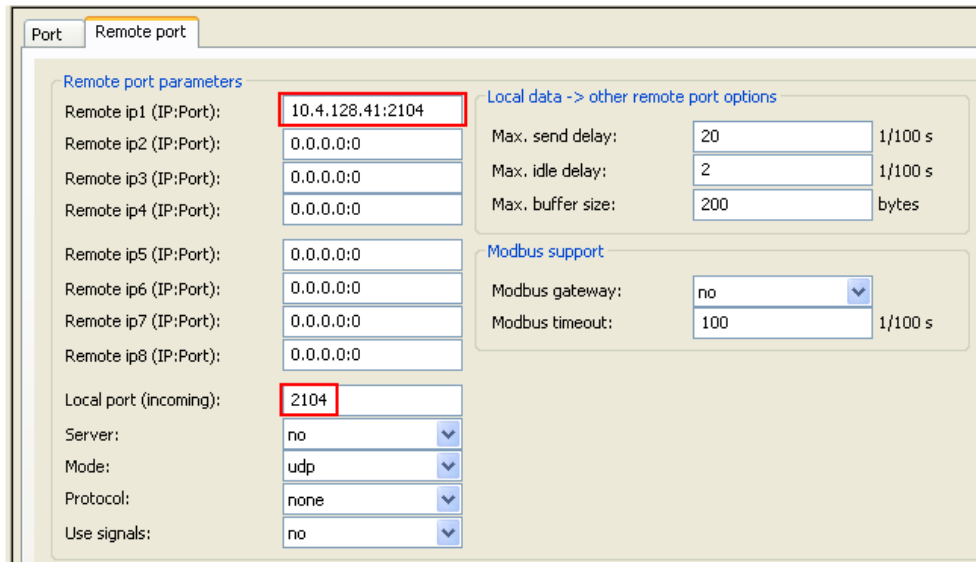 Port
Remote port
Remote port parameters
Remote ip1 (IP:Port): 10.4.128.41:2104
Remote ip2 (IP:Port): 0.0.0.0:0
Remote ip3 (IP:Port): 0.0.0.0:0
Remote ip4 (IP:Port): 0.0.0.0:0
Remote ip5 (IP:Port): 0.0.0.0:0
Remote ip6 (IP:Port): 0.0.0.0:0
Remote ip7 (IP:Port): 0.0.0.0:0
Remote ip8 (IP:Port): 0.0.0.0:0
Local port (incoming): 2104
Server: no
Mode: udp
Protocol: none
Use signals: no
Local data -> other remote port options
Max. send delay: 20 1/100 s
Max. idle delay: 2 1/100 s
Max. buffer size: 200 bytes
Modbus support
Modbus gateway: no
Modbus timeout: 100 1/100 s